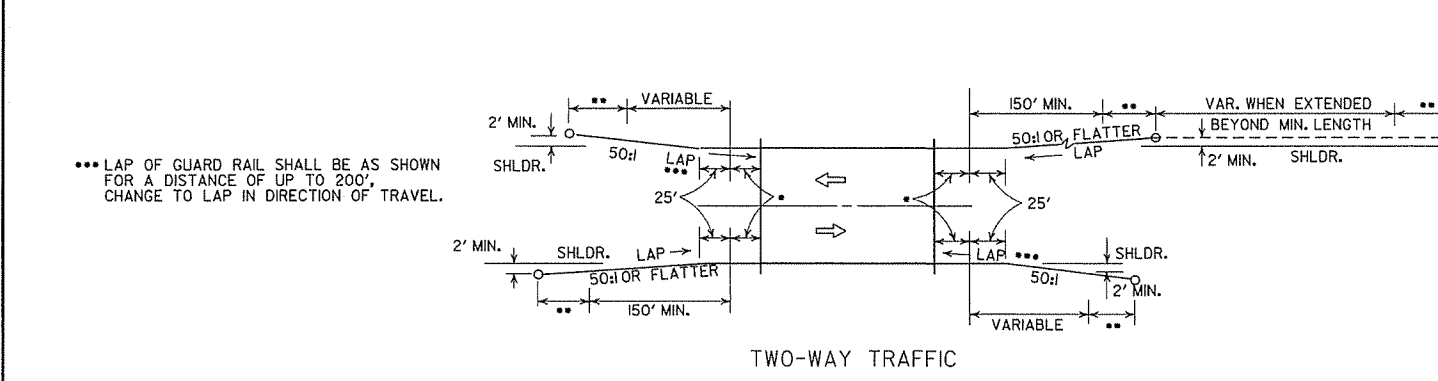 ** VARIABLE 150' MIN. ** VAR. WHEN EXTENDED **
2' MIN. 50:1 OR FLATTER BEYOND MIN. LENGTH
50:1 LAP LAP 2' MIN. SHLDR.
SHLDR. ***
*** LAP OF GUARD RAIL SHALL BE AS SHOWN
FOR A DISTANCE OF UP TO 200',
CHANGE TO LAP IN DIRECTION OF TRAVEL.
25' * * 25'
2' MIN. SHLDR. LAP LAP *** SHLDR.
50:1 OR FLATTER 50:1
2' MIN.
** 150' MIN. VARIABLE **
TWO-WAY TRAFFIC